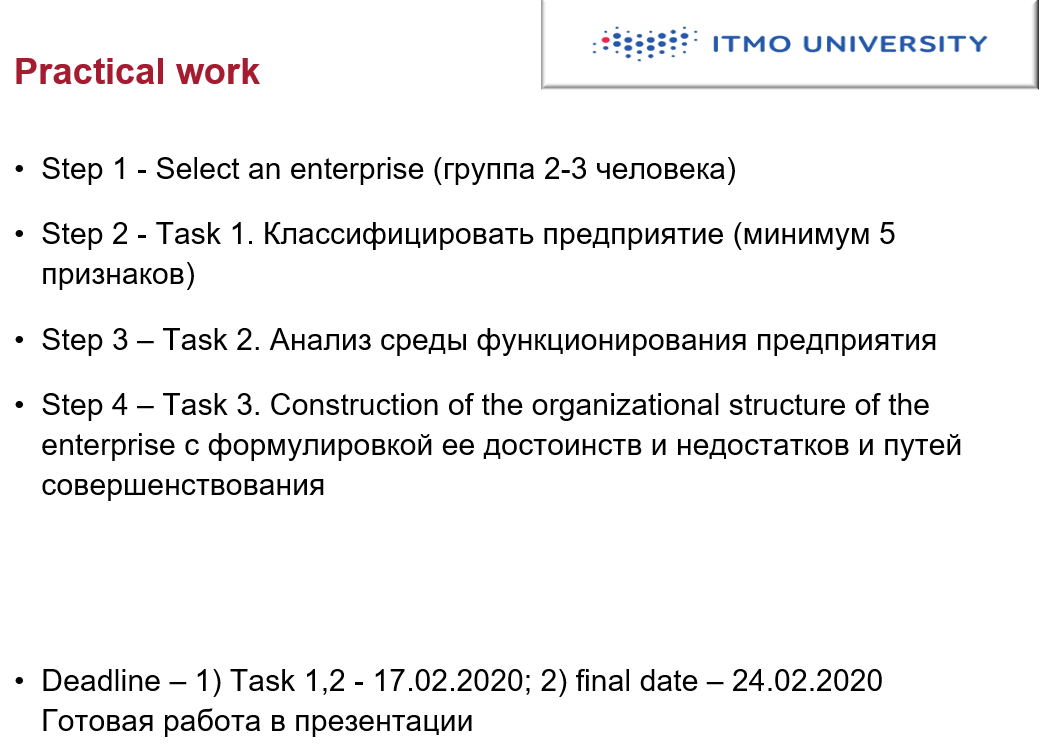 ITMO UNIVERSITY
Practical work
• Step 1 - Select an enterprise (группа 2-3 человека)
• Step 2 - Task 1. Классифицировать предприятие (минимум 5
признаков)
• Step 3 – Task 2. Анализ среды функционирования предприятия
• Step 4 – Task 3. Construction of the organizational structure of the
enterprise с формулировкой ее достоинств и недостатков и путей
совершенствования
• Deadline – 1) Task 1,2 - 17.02.2020; 2) final date – 24.02.2020
Готовая работа в презентации